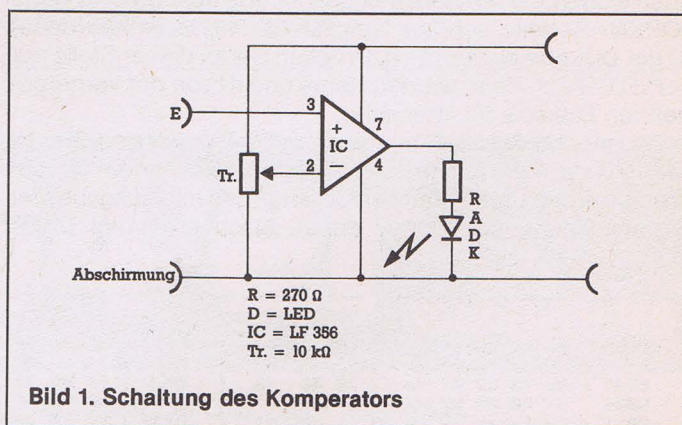 E
3
+
7
IC
2
−
4
Tr.
R
A
D
K
Abschirmung
R = 270 Ω
D = LED
IC = LF 356
Tr. = 10 kΩ
Bild 1. Schaltung des Komperators